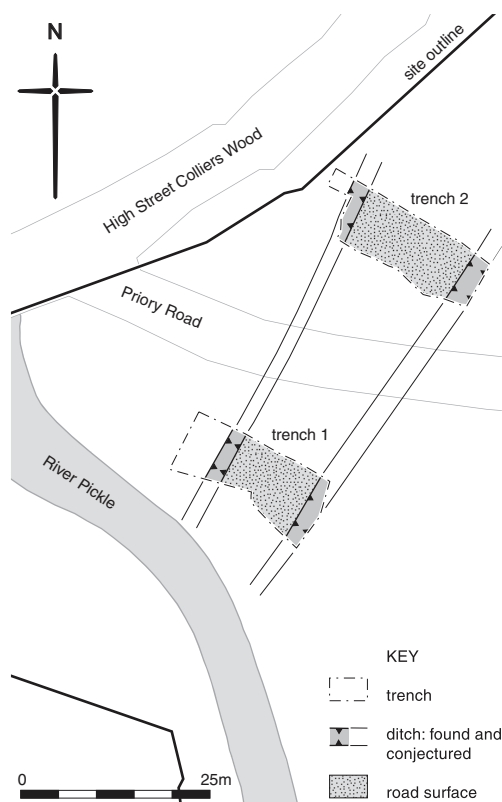 N
site outline
High Street Colliers Wood
trench 2
Priory Road
trench 1
River Pickle
KEY
trench
ditch: found and
conjectured
road surface
0 25m